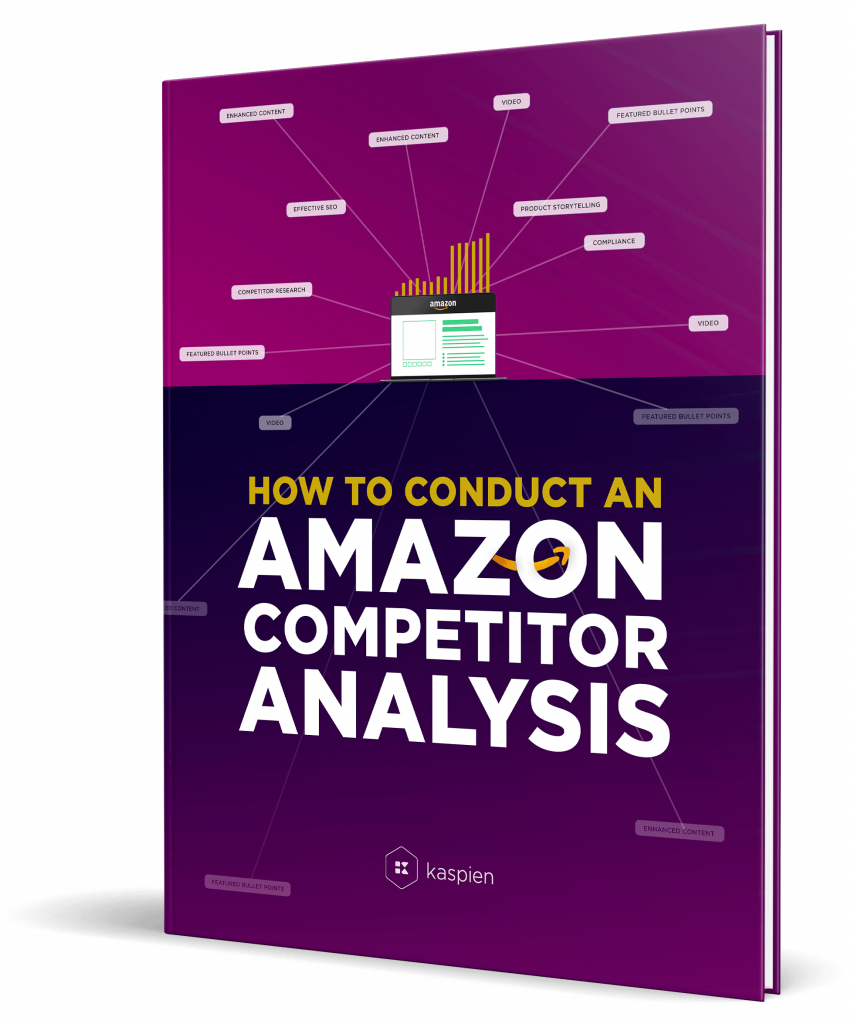 VIDEO
ENHANCED CONTENT
FEATURED BULLET POINTS
ENHANCED CONTENT
EFFECTIVE SEO
PRODUCT STORYTELLING
COMPLIANCE
COMPETITOR RESEARCH
amazon
VIDEO
FEATURED BULLET POINTS
VIDEO
FEATURED BULLET POINTS
HOW TO CONDUCT AN
AMAZON
COMPETITOR
ANALYSIS
CONTENT
ENHANCED CONTENT
FEATURED BULLET POINTS
kaspien